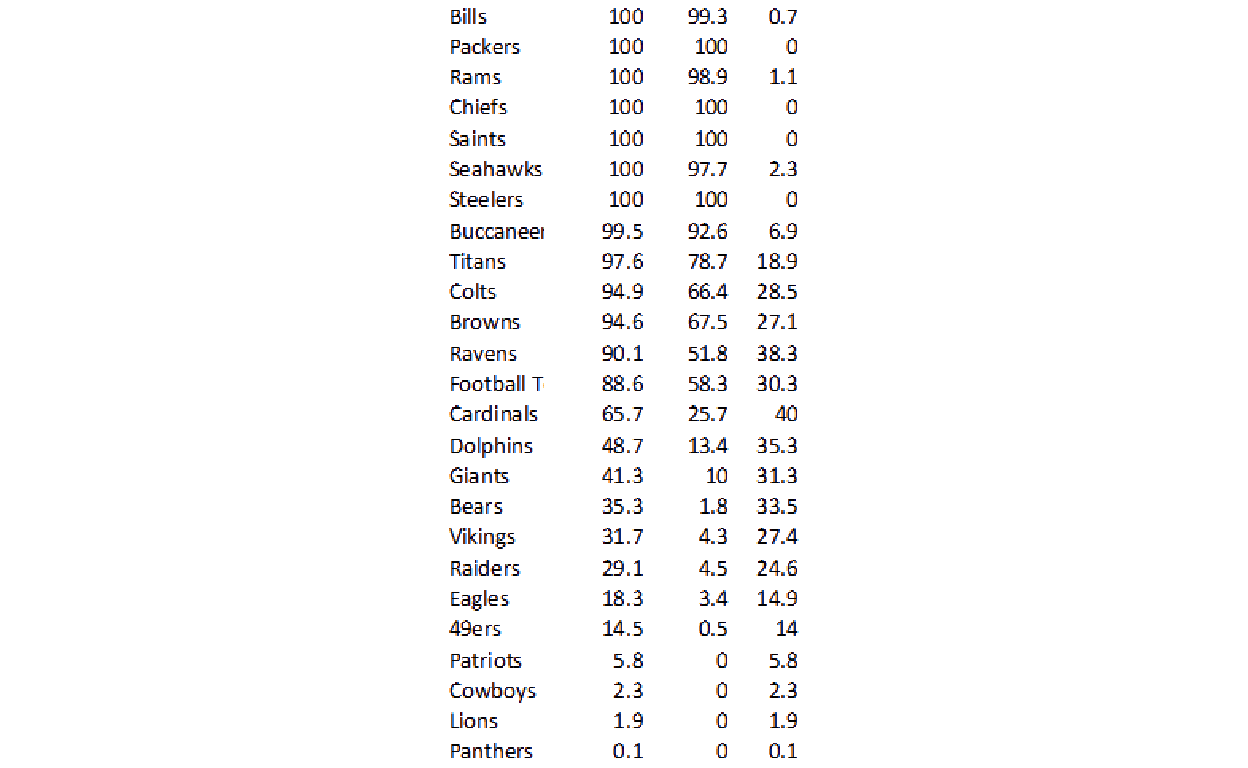 Bills 100 99.3 0.7
Packers 100 100 0
Rams 100 98.9 1.1
Chiefs 100 100 0
Saints 100 100 0
Seahawks 100 97.7 2.3
Steelers 100 100 0
Buccaneer 99.5 92.6 6.9
Titans 97.6 78.7 18.9
Colts 94.9 66.4 28.5
Browns 94.6 67.5 27.1
Ravens 90.1 51.8 38.3
Football T 88.6 58.3 30.3
Cardinals 65.7 25.7 40
Dolphins 48.7 13.4 35.3
Giants 41.3 10 31.3
Bears 35.3 1.8 33.5
Vikings 31.7 4.3 27.4
Raiders 29.1 4.5 24.6
Eagles 18.3 3.4 14.9
49ers 14.5 0.5 14
Patriots 5.8 0 5.8
Cowboys 2.3 0 2.3
Lions 1.9 0 1.9
Panthers 0.1 0 0.1